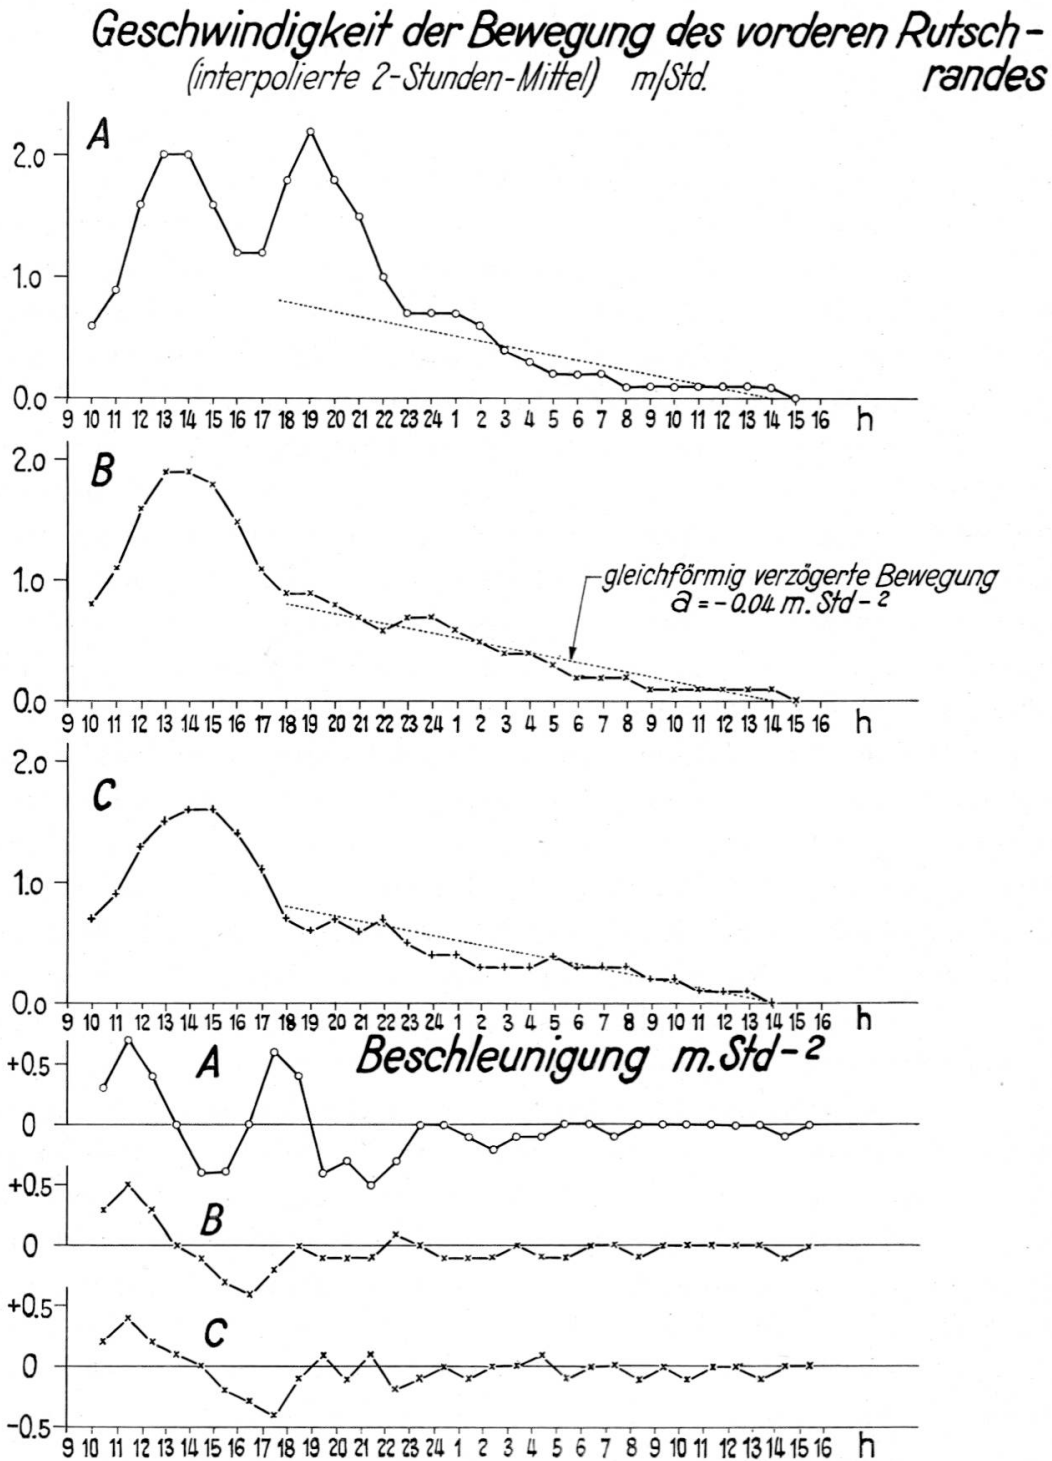 Geschwindigkeit der Bewegung des vorderen Rutsch-
randes
(interpolierte 2-Stunden-Mittel) m/Std.
A
2.0
1.0
0.0
9 10 11 12 13 14 15 16 17 18 19 20 21 22 23 24 1 2 3 4 5 6 7 8 9 10 11 12 13 14 15 16 h
B
2.0
1.0
0.0
gleichförmig verzögerte Bewegung
a = -0.04 m. Std-2
9 10 11 12 13 14 15 16 17 18 19 20 21 22 23 24 1 2 3 4 5 6 7 8 9 10 11 12 13 14 15 16 h
C
2.0
1.0
0.0
9 10 11 12 13 14 15 16 17 18 19 20 21 22 23 24 1 2 3 4 5 6 7 8 9 10 11 12 13 14 15 16 h
A Beschleunigung m.Std-2
+0.5
0
B
+0.5
0
C
+0.5
0
-0.5
9 10 11 12 13 14 15 16 17 18 19 20 21 22 23 24 1 2 3 4 5 6 7 8 9 10 11 12 13 14 15 16 h